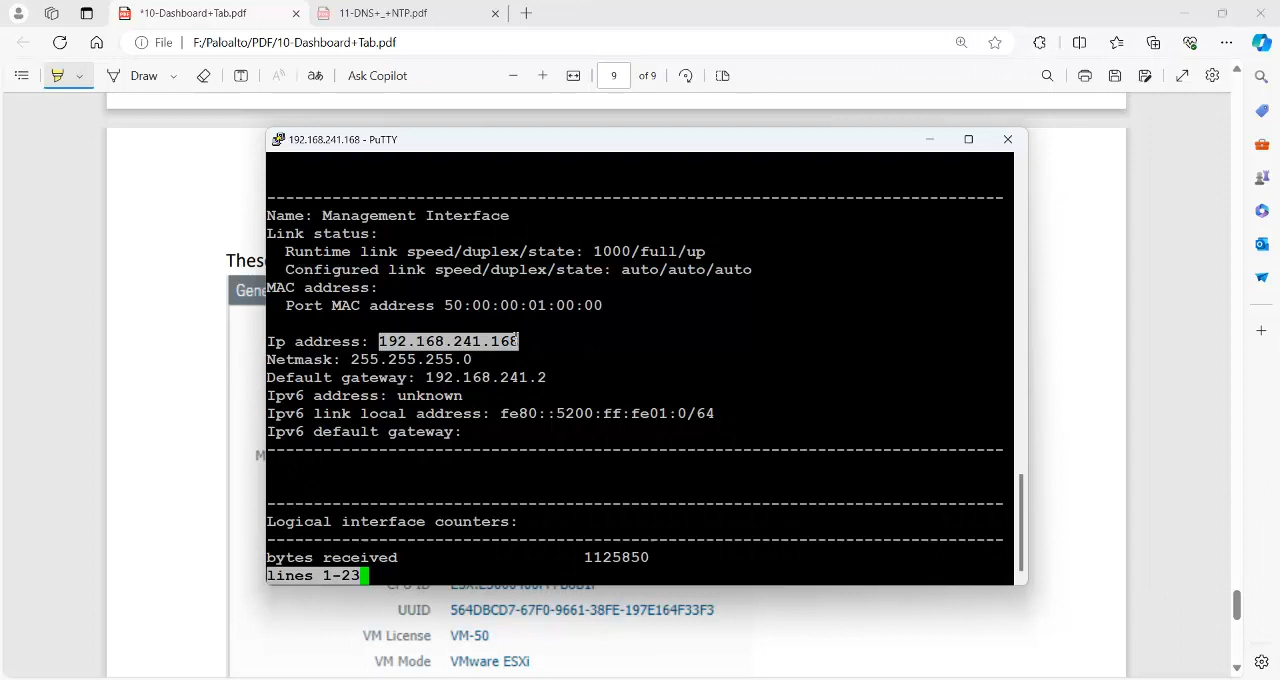 *10-Dashboard+Tab.pdf
11-DNS+_+NTP.pdf
File
F:/Paloalto/PDF/10-Dashboard+Tab.pdf
Draw
Ask Copilot
9
of 9
192.168.241.168 - PuTTY
Name: Management Interface
Link status:
Runtime link speed/duplex/state: 1000/full/up
Configured link speed/duplex/state: auto/auto/auto
MAC address:
Port MAC address 50:00:00:01:00:00
Ip address: 192.168.241.168
Netmask: 255.255.255.0
Default gateway: 192.168.241.2
Ipv6 address: unknown
Ipv6 link local address: fe80::5200:ff:fe01:0/64
Ipv6 default gateway:
Logical interface counters:
bytes received 1125850
lines 1-23
These
Gene
M
UUID 564DBCD7-67F0-9661-38FE-197E164F33F3
VM License VM-50
VM Mode VMware ESXi